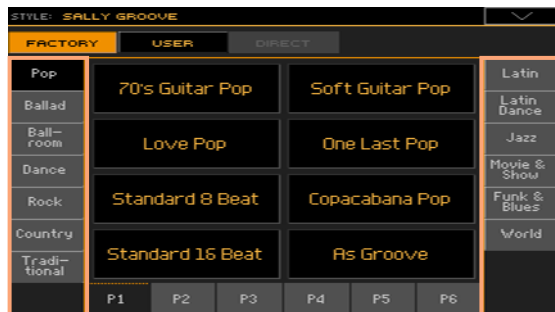 STYLE: SALLY GROOVE
FACTORY USER DIRECT
Pop
Ballad
Ball-
room
Dance
Rock
Country
Tradi-
tional
70's Guitar Pop
Soft Guitar Pop
Love Pop
One Last Pop
Standard 8 Beat
Copacabana Pop
Standard 16 Beat
As Groove
Latin
Latin
Dance
Jazz
Movie &
Show
Funk &
Blues
World
P1 P2 P3 P4 P5 P6